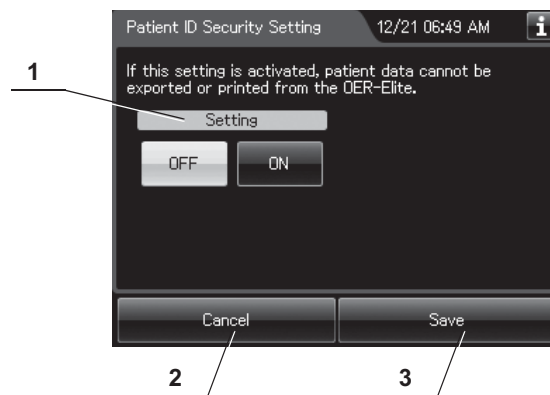 Patient ID Security Setting 12/21 06:49 AM i
1
If this setting is activated, patient data cannot be
exported or printed from the OER-Elite.
Setting
OFF ON
Cancel Save
2 3